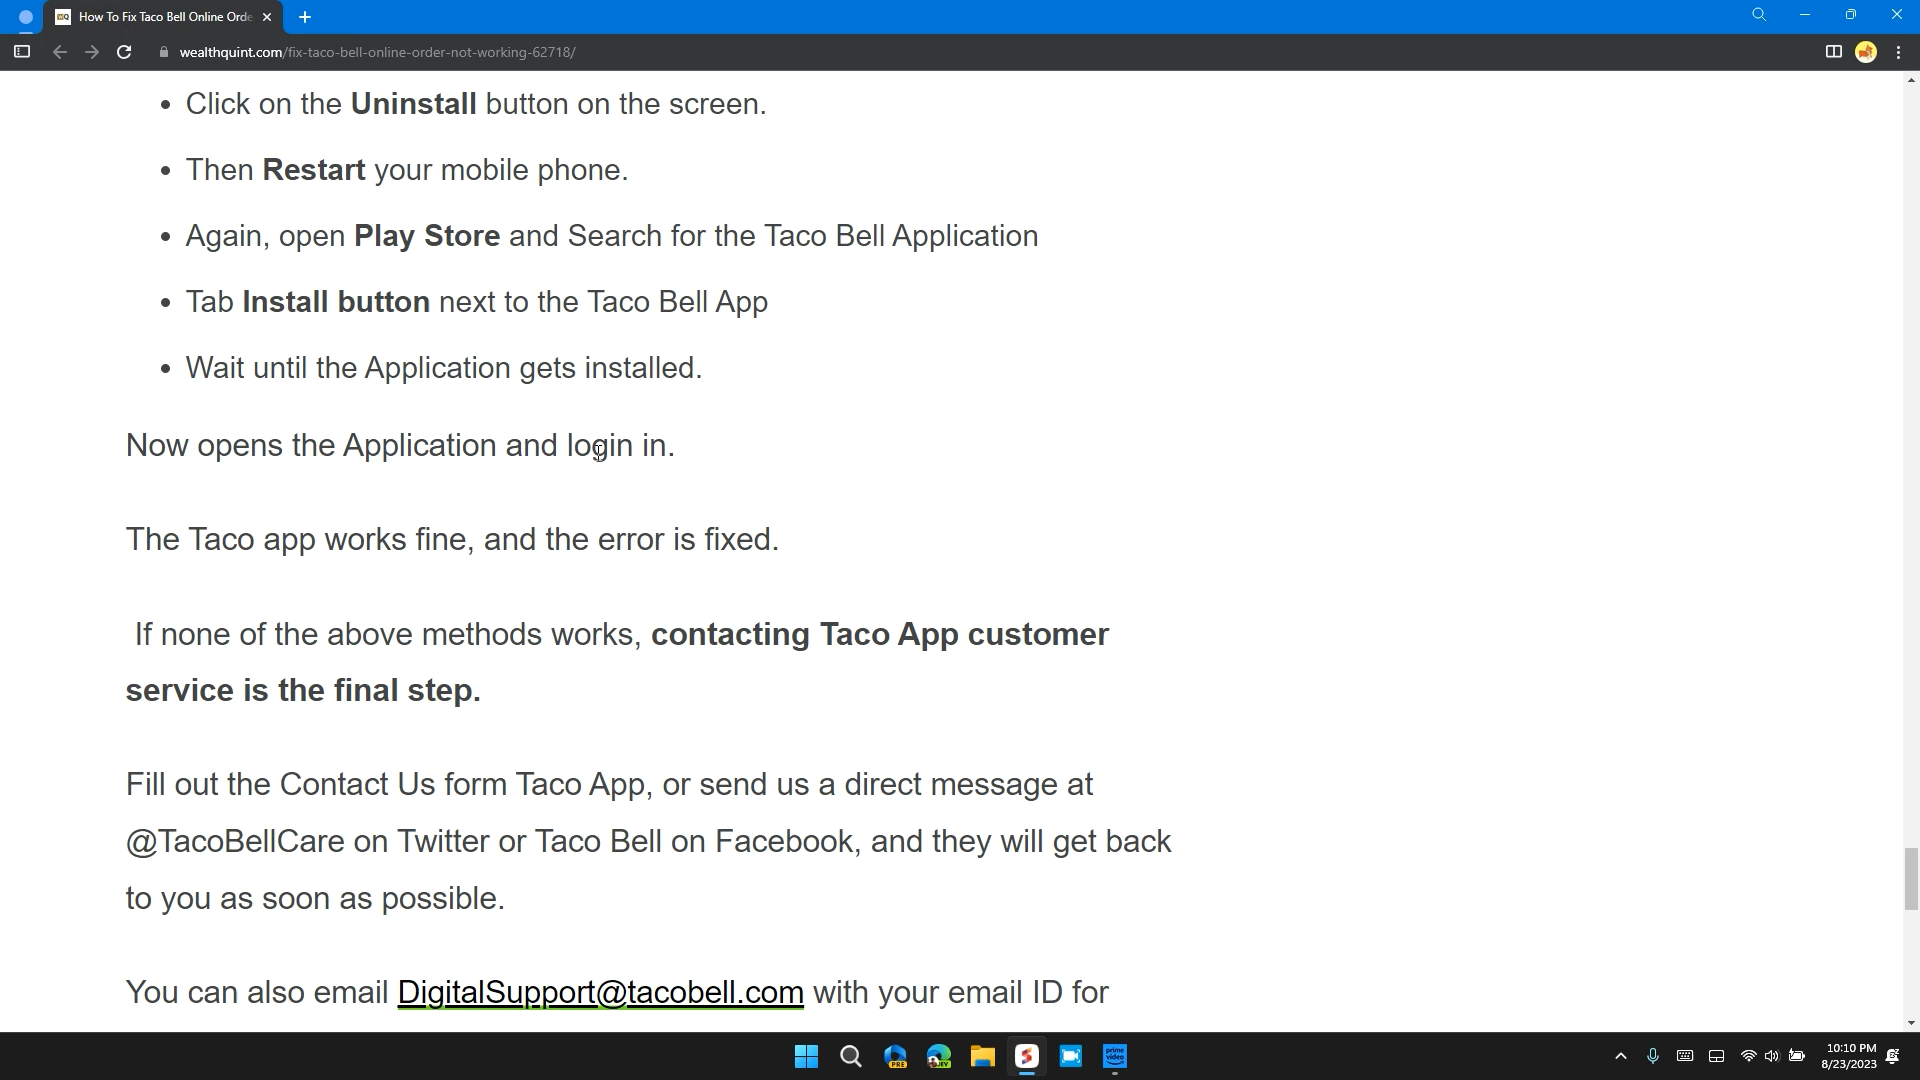 How To Fix Taco Bell Online Orde
wealthquint.com/fix-taco-bell-online-order-not-working-62718/
• Click on the Uninstall button on the screen.
• Then Restart your mobile phone.
• Again, open Play Store and Search for the Taco Bell Application
• Tab Install button next to the Taco Bell App
• Wait until the Application gets installed.
Now opens the Application and login in.
The Taco app works fine, and the error is fixed.
If none of the above methods works, contacting Taco App customer
service is the final step.
Fill out the Contact Us form Taco App, or send us a direct message at
@TacoBellCare on Twitter or Taco Bell on Facebook, and they will get back
to you as soon as possible.
You can also email DigitalSupport@tacobell.com with your email ID for
PRE
DEV
prime
video
10:10 PM
8/23/2023